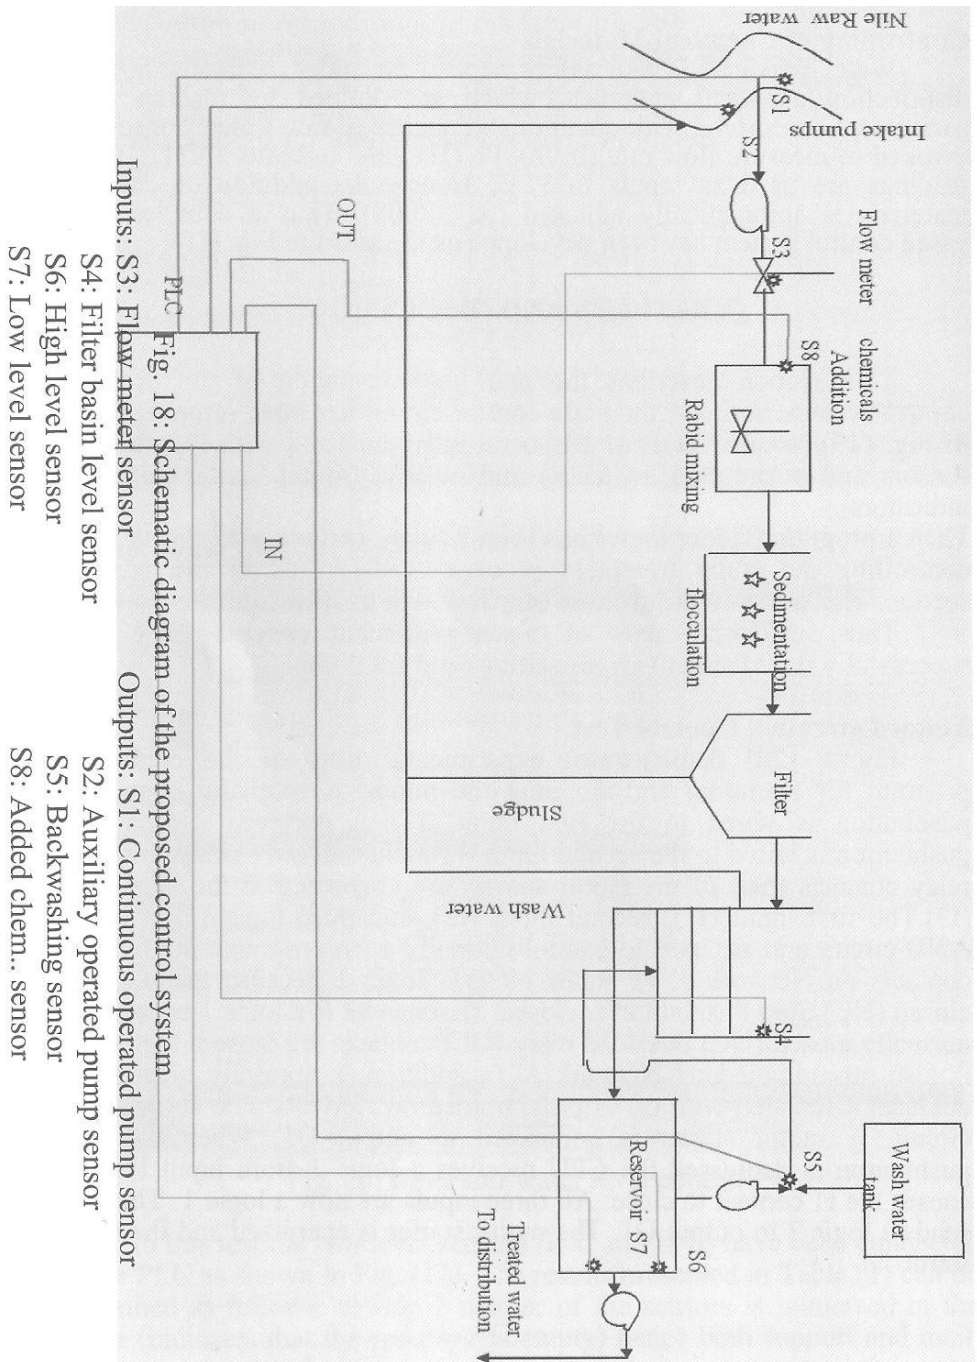 Nile Raw water
Intake pumps
S1
S2
S3
Flow meter
chemicals
Addition
S8
Rabid mixing
Sedimentation
flocculation
Filter
Sludge
Wash water
S4
S5
Wash water
tank
Reservoir
S7
S6
Treated water
To distribution
OUT
IN
PLC
Fig. 18: Schematic diagram of the proposed control system
Inputs: S3: Flow meter sensor
S4: Filter basin level sensor
S6: High level sensor
S7: Low level sensor
Outputs: S1: Continuous operated pump sensor
S2: Auxiliary operated pump sensor
S5: Backwashing sensor
S8: Added chem.. sensor